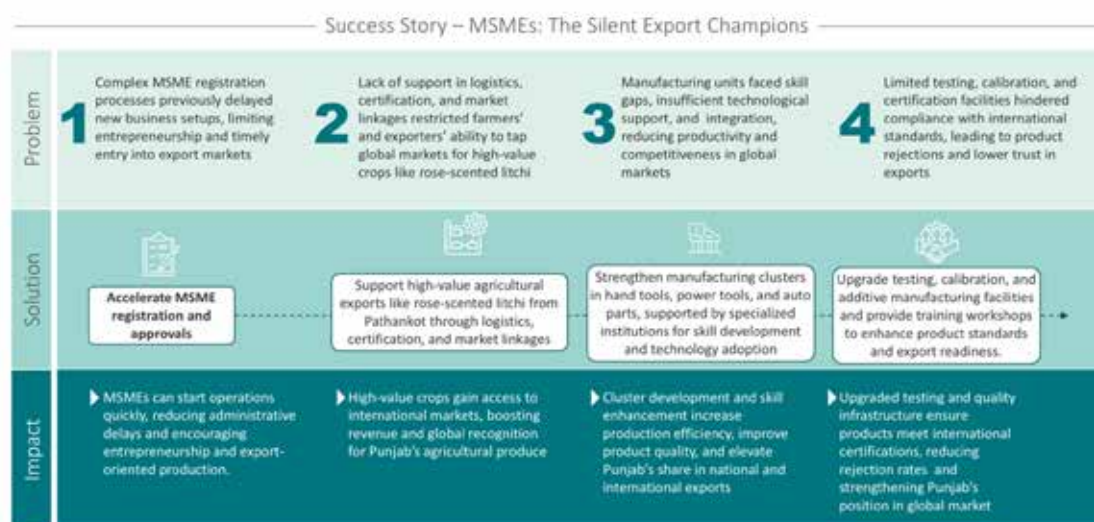 Success Story – MSMEs: The Silent Export Champions
Problem
1
Complex MSME registration
processes previously delayed
new business setups, limiting
entrepreneurship and timely
entry into export markets
2
Lack of support in logistics,
certification, and market
linkages restricted farmers'
and exporters' ability to tap
global markets for high-value
crops like rose-scented litchi
3
Manufacturing units faced skill
gaps, insufficient technological
support, and integration,
reducing productivity and
competitiveness in global
markets
4
Limited testing, calibration, and
certification facilities hindered
compliance with international
standards, leading to product
rejections and lower trust in
exports
Solution
Accelerate MSME
registration and
approvals
Support high-value agricultural
exports like rose-scented litchi from
Pathankot through logistics,
certification, and market linkages
Strengthen manufacturing clusters
in hand tools, power tools, and auto
parts, supported by specialized
institutions for skill development
and technology adoption
Upgrade testing, calibration, and
additive manufacturing facilities
and provide training workshops
to enhance product standards
and export readiness.
Impact
MSMEs can start operations
quickly, reducing administrative
delays and encouraging
entrepreneurship and export-
oriented production.
High-value crops gain access to
international markets, boosting
revenue and global recognition
for Punjab's agricultural produce
Cluster development and skill
enhancement increase
production efficiency, improve
product quality, and elevate
Punjab's share in national and
international exports
Upgraded testing and quality
infrastructure ensure
products meet international
certifications, reducing
rejection rates and
strengthening Punjab's
position in global market